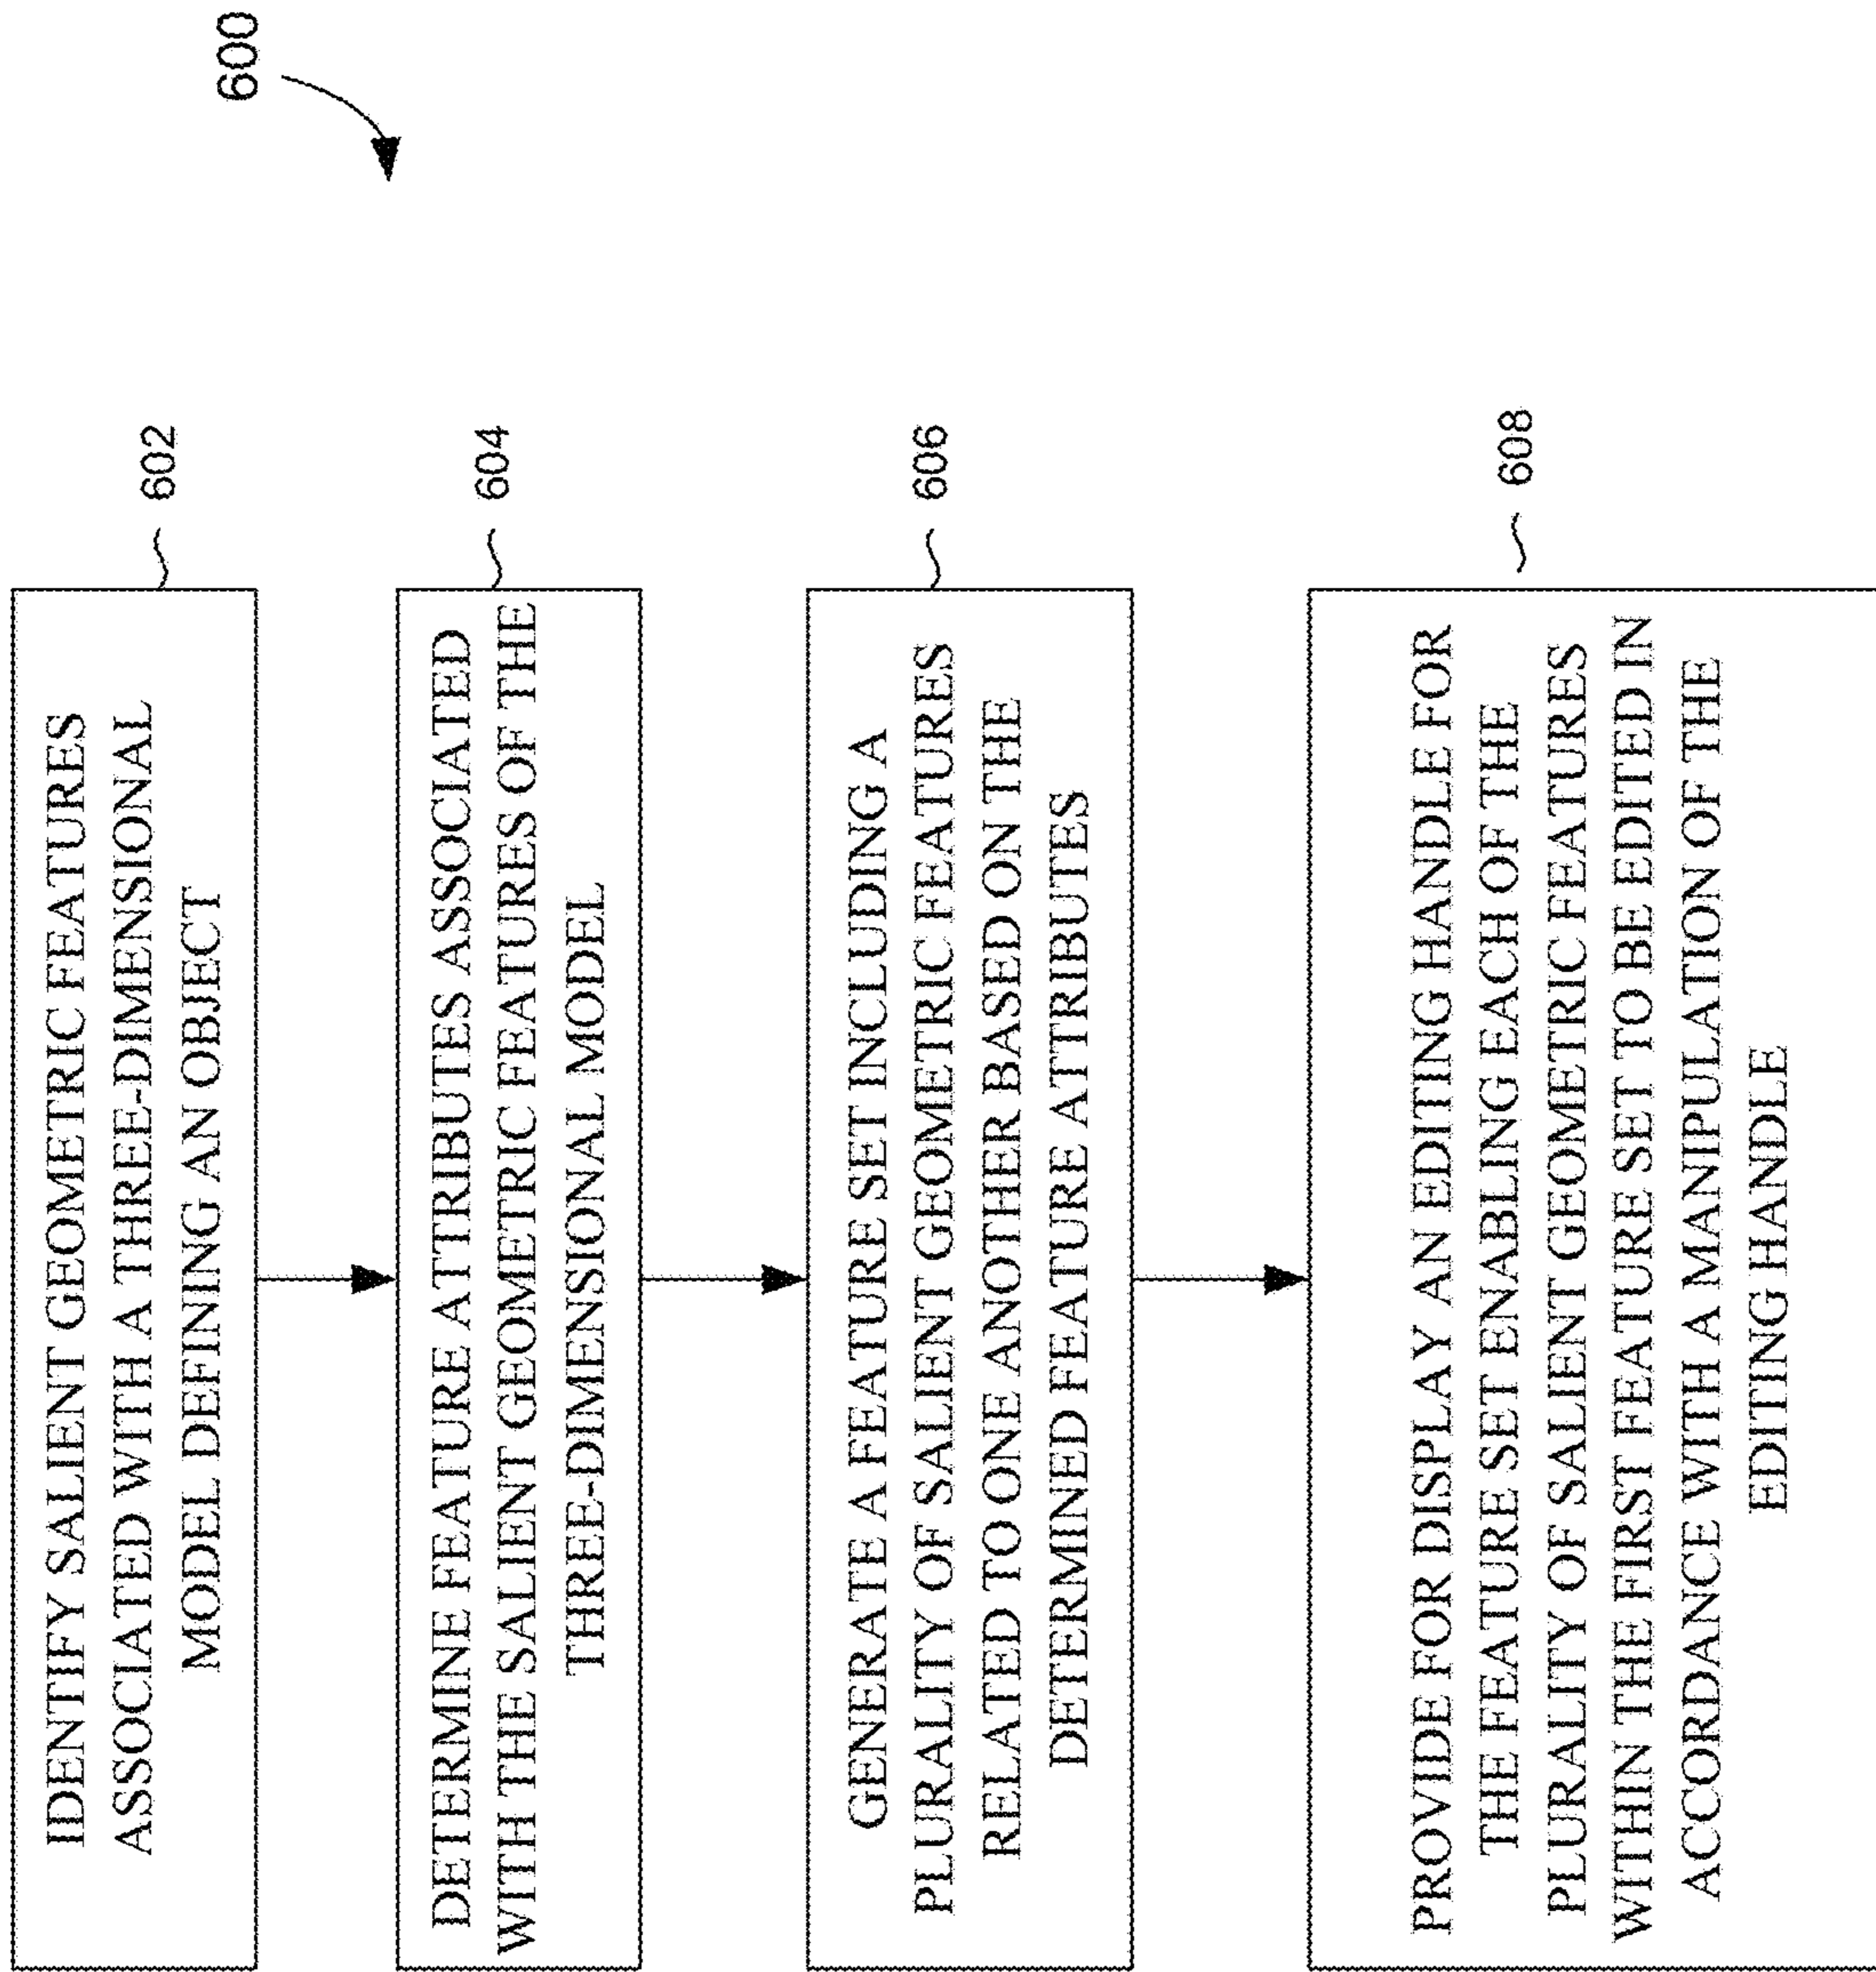 600
IDENTIFY SALIENT GEOMETRIC FEATURES
ASSOCIATED WITH A THREE-DIMENSIONAL
MODEL DEFINING AN OBJECT
602
DETERMINE FEATURE ATTRIBUTES ASSOCIATED
WITH THE SALIENT GEOMETRIC FEATURES OF THE
THREE-DIMENSIONAL MODEL
604
GENERATE A FEATURE SET INCLUDING A
PLURALITY OF SALIENT GEOMETRIC FEATURES
RELATED TO ONE ANOTHER BASED ON THE
DETERMINED FEATURE ATTRIBUTES
606
PROVIDE FOR DISPLAY AN EDITING HANDLE FOR
THE FEATURE SET ENABLING EACH OF THE
PLURALITY OF SALIENT GEOMETRIC FEATURES
WITHIN THE FIRST FEATURE SET TO BE EDITED IN
ACCORDANCE WITH A MANIPULATION OF THE
EDITING HANDLE
608